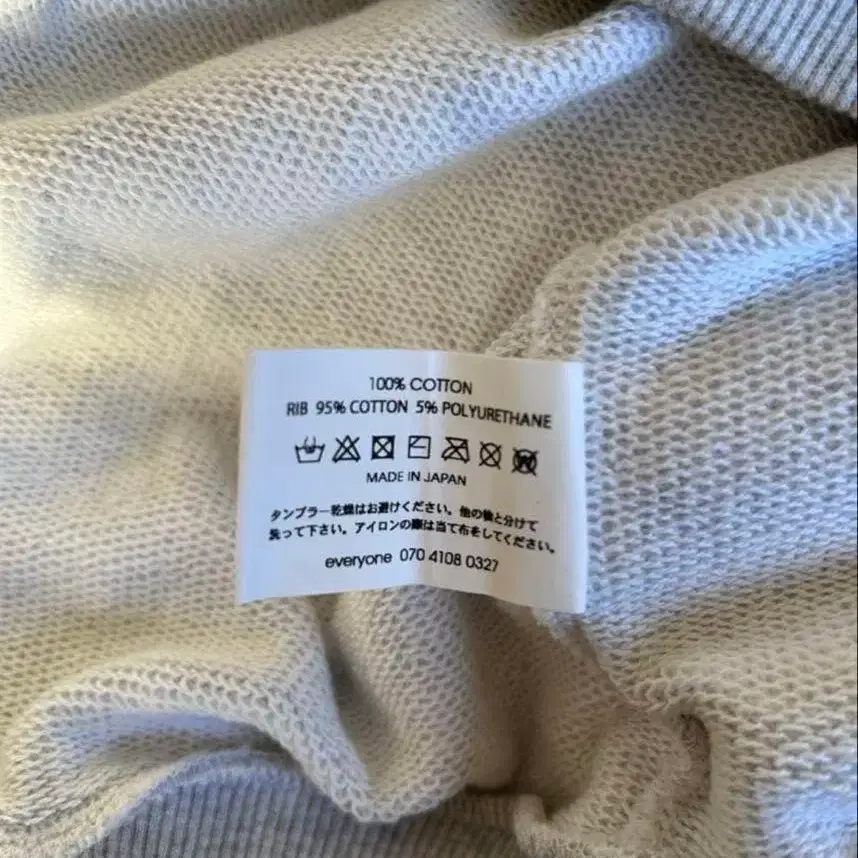 100% COTTON
RIB 95% COTTON 5% POLYURETHANE
MADE IN JAPAN
タンブラー乾燥はお避けください。他の物と分けて
洗って下さい。アイロンの際は当て布をしてください。
everyone 070 4108 0327